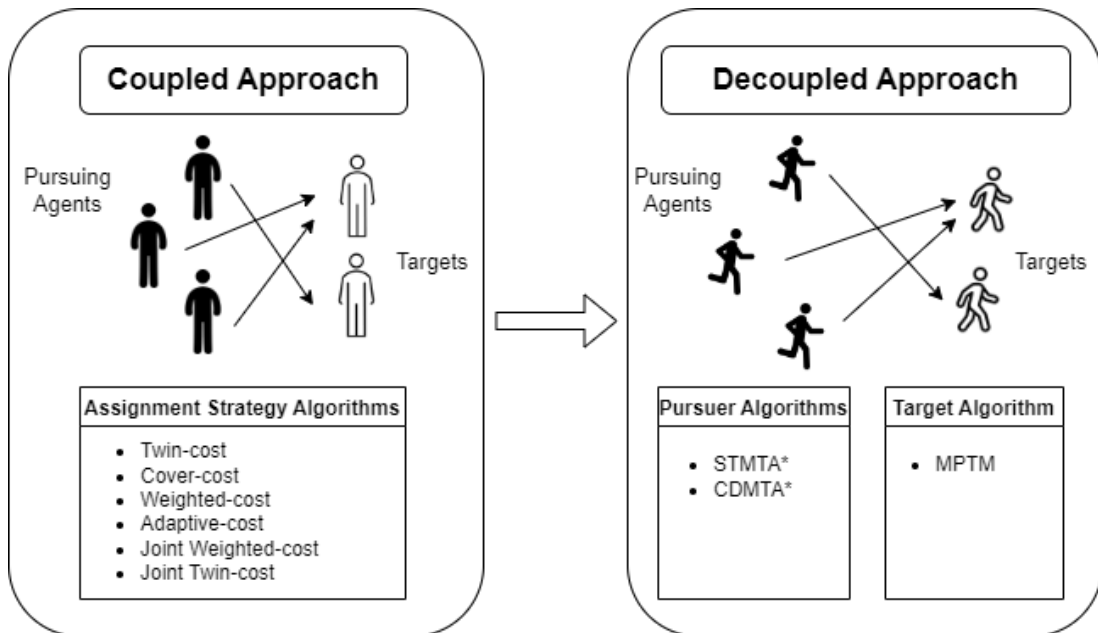 Coupled Approach
Pursuing
Agents
Targets
Assignment Strategy Algorithms
• Twin-cost
• Cover-cost
• Weighted-cost
• Adaptive-cost
• Joint Weighted-cost
• Joint Twin-cost
Decoupled Approach
Pursuing
Agents
Targets
Pursuer Algorithms
• STMTA*
• CDMTA*
Target Algorithm
• MPTM